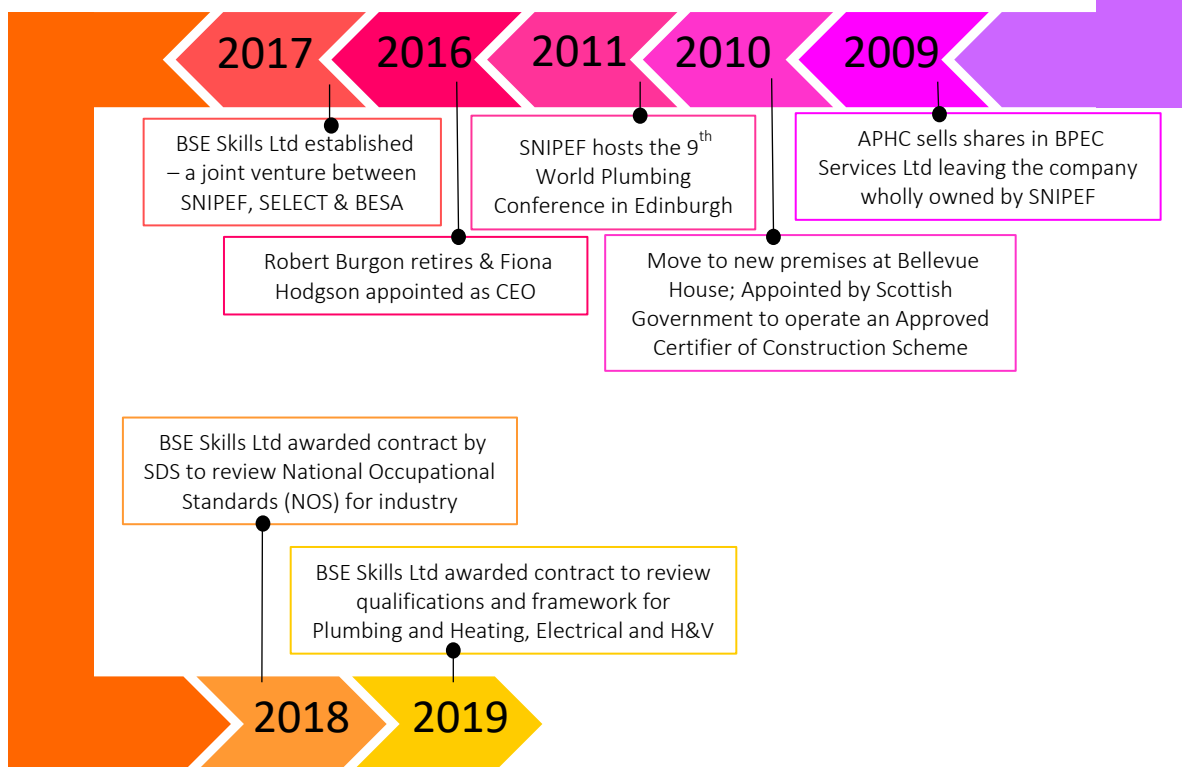 2017
2016
2011
2010
2009
BSE Skills Ltd established
– a joint venture between
SNIPEF, SELECT & BESA
SNIPEF hosts the 9th
World Plumbing
Conference in Edinburgh
APHC sells shares in BPEC
Services Ltd leaving the company
wholly owned by SNIPEF
Robert Burgon retires & Fiona
Hodgson appointed as CEO
Move to new premises at Bellevue
House; Appointed by Scottish
Government to operate an Approved
Certifier of Construction Scheme
BSE Skills Ltd awarded contract by
SDS to review National Occupational
Standards (NOS) for industry
BSE Skills Ltd awarded contract to review
qualifications and framework for
Plumbing and Heating, Electrical and H&V
2018
2019